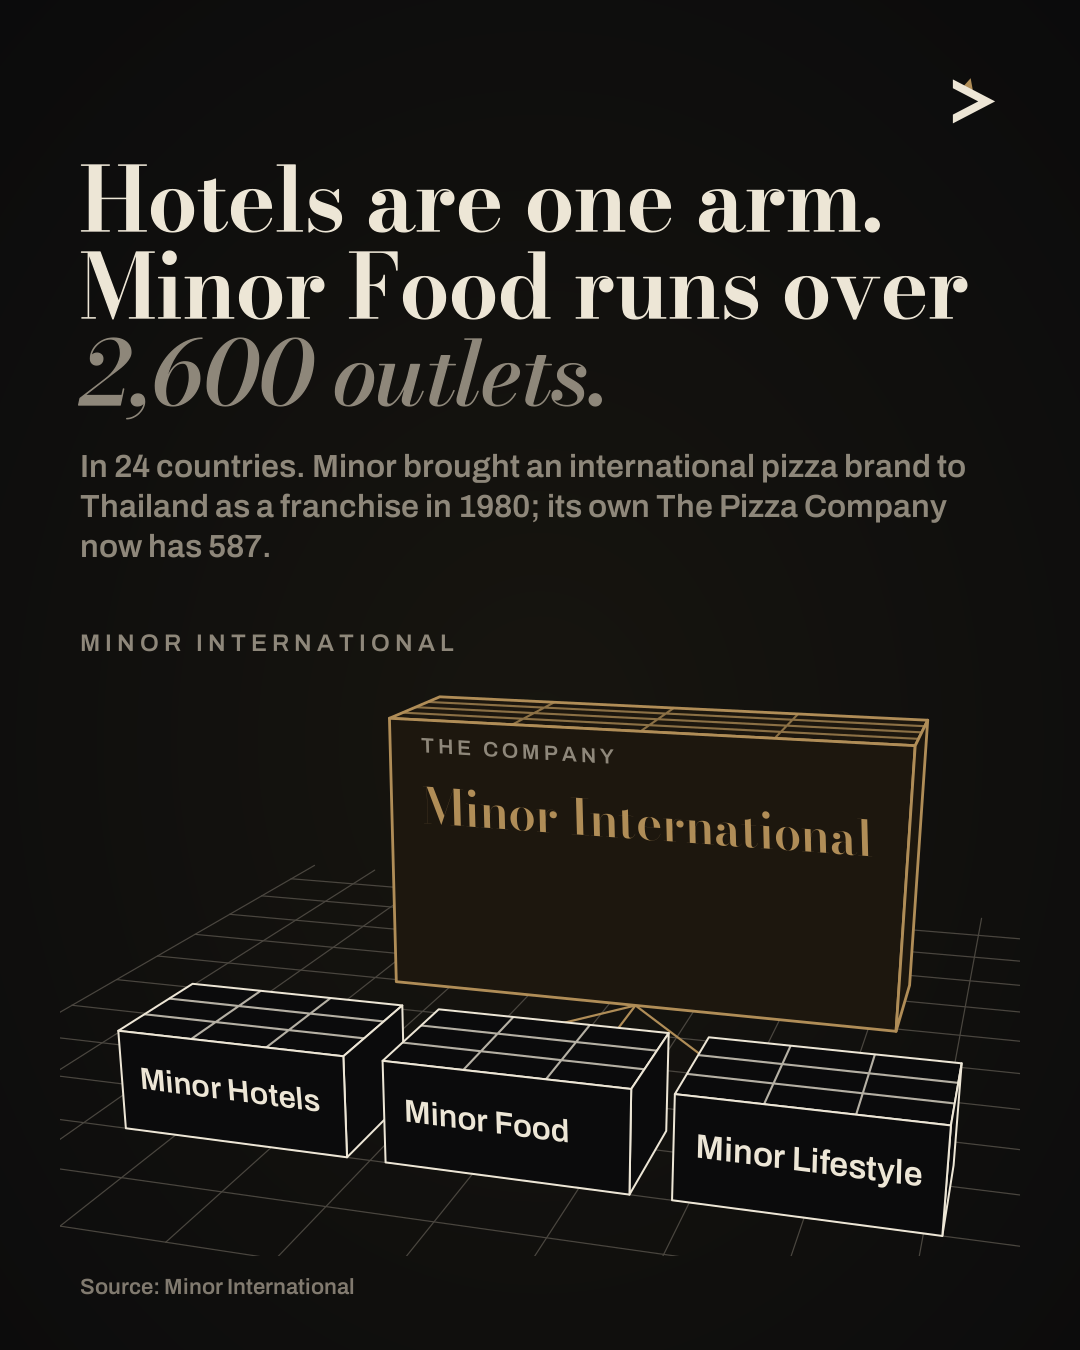 Hotels are one arm.
Minor Food runs over
2,600 outlets.
In 24 countries. Minor brought an international pizza brand to
Thailand as a franchise in 1980; its own The Pizza Company
now has 587.
MINOR INTERNATIONAL
THE COMPANY
Minor International
Minor Hotels
Minor Food
Minor Lifestyle
Source: Minor International